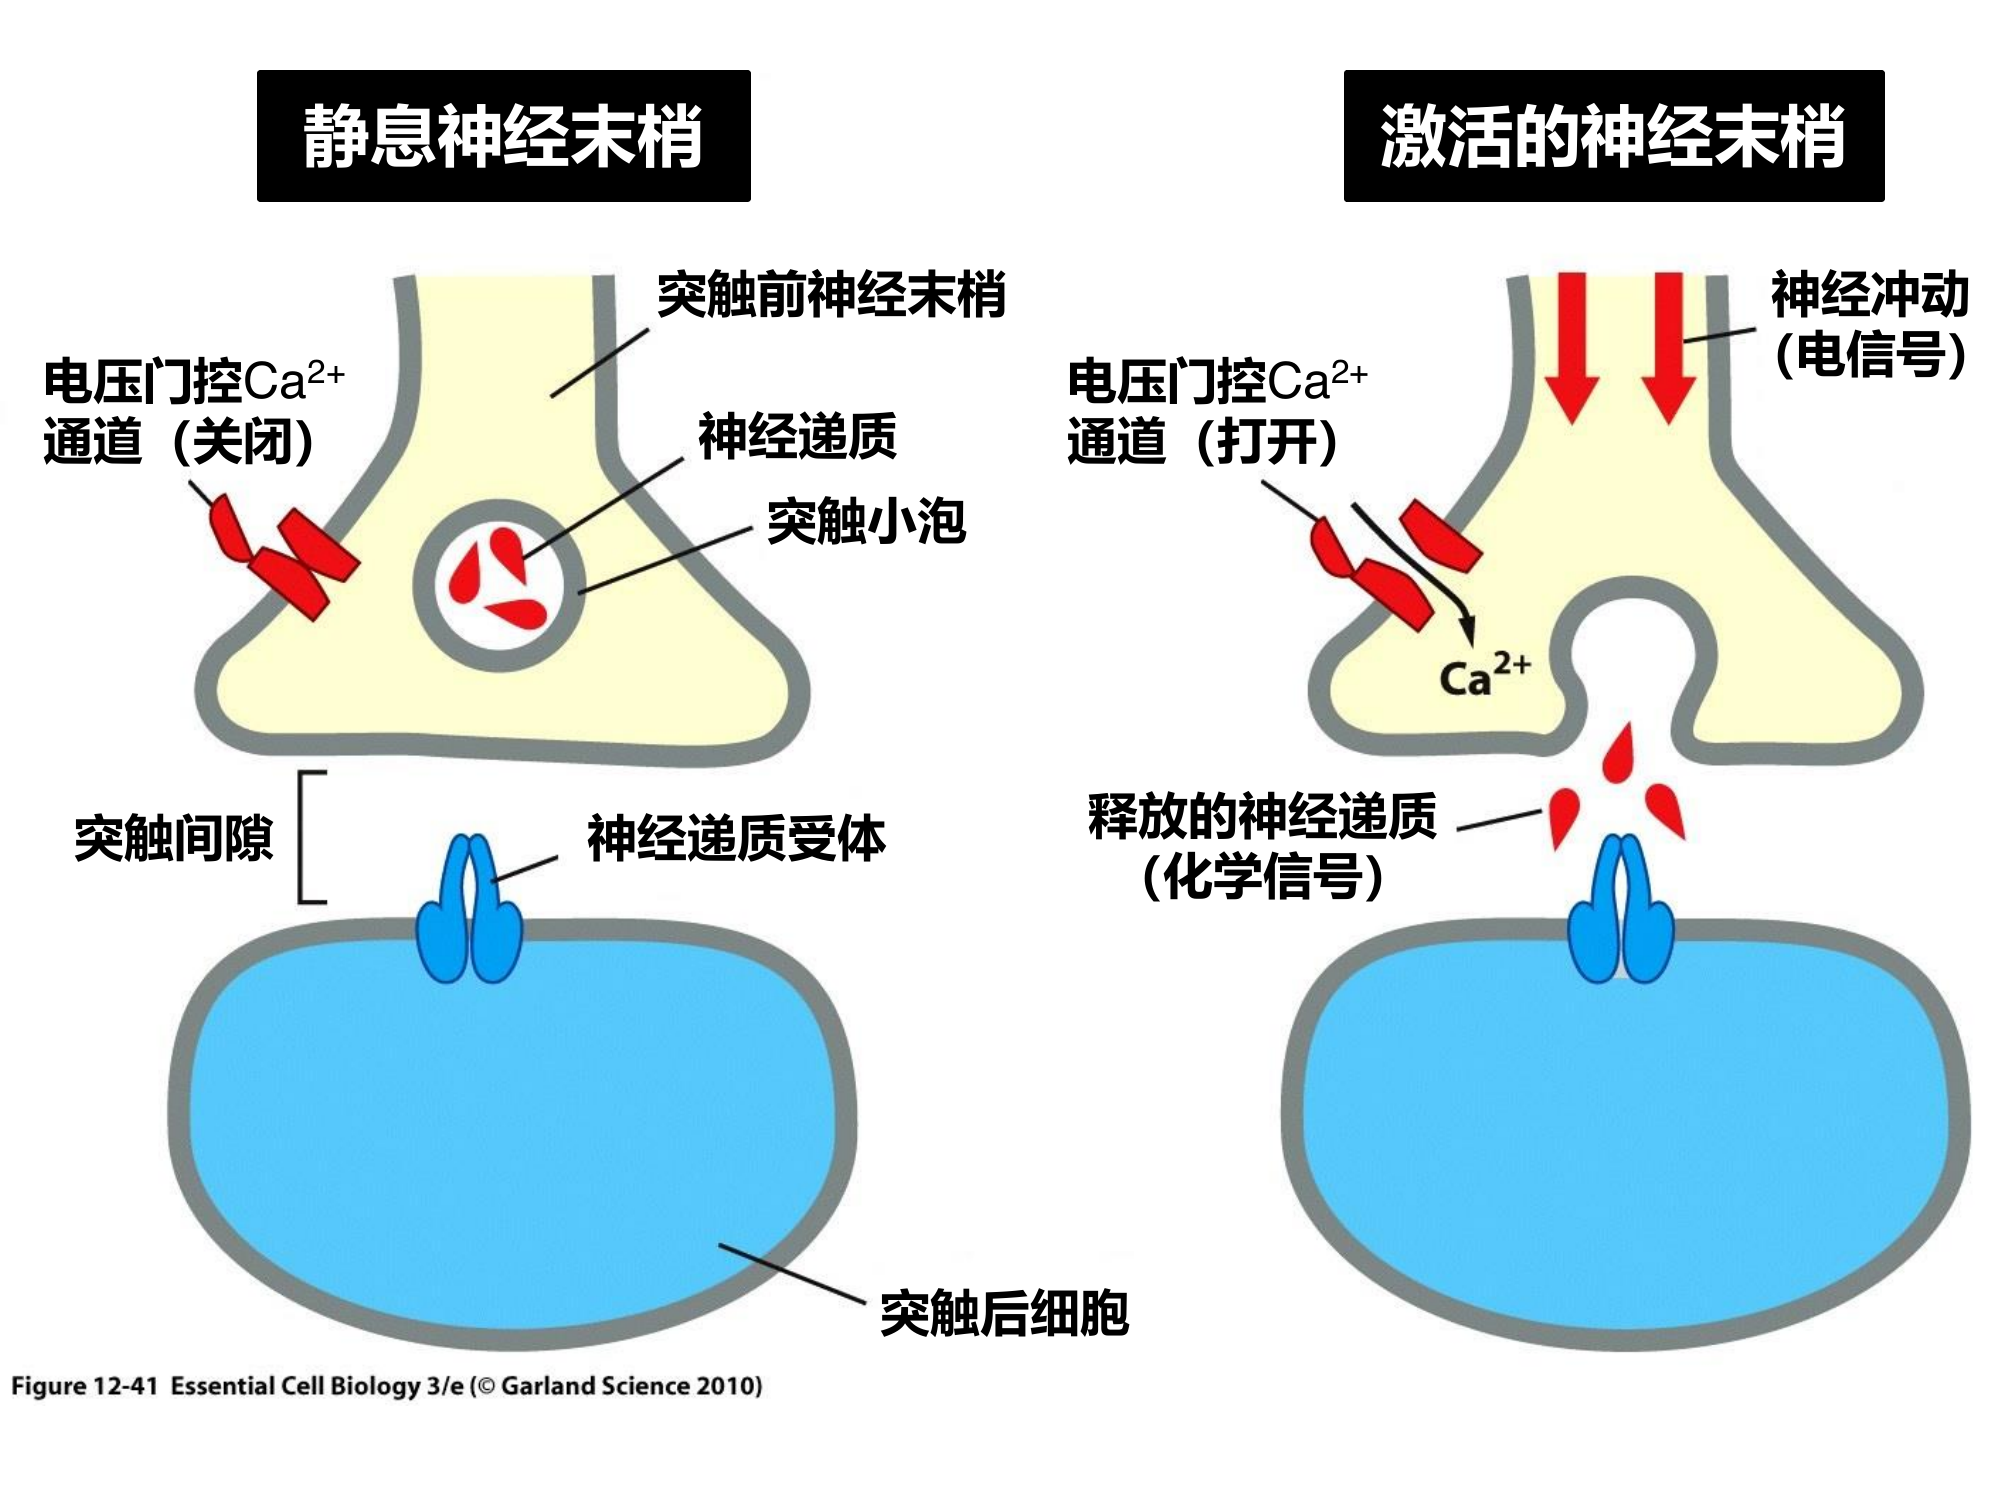 静息神经末梢
激活的神经末梢
突触前神经末梢
电压门控Ca²⁺
通道（关闭）
神经递质
突触小泡
突触间隙
神经递质受体
突触后细胞
神经冲动
（电信号）
电压门控Ca²⁺
通道（打开）
Ca²⁺
释放的神经递质
（化学信号）
Figure 12-41 Essential Cell Biology 3/e (© Garland Science 2010)